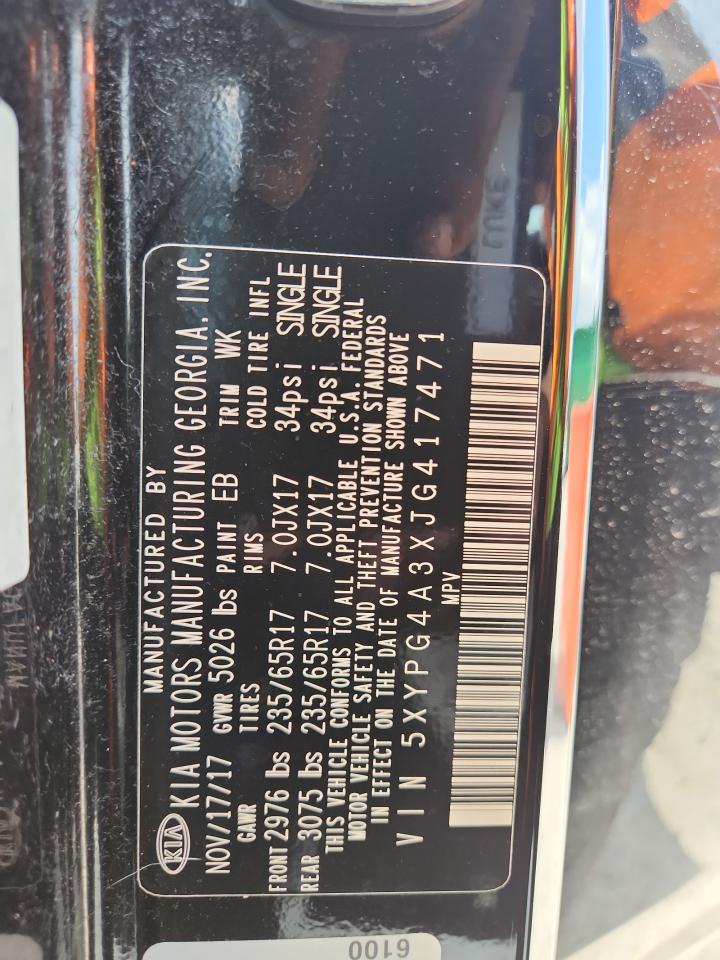 MANUFACTURED BY
KIA KIA MOTORS MANUFACTURING GEORGIA, INC.
NOV/17/17 GVWR 5026 lbs PAINT EB TRIM WK
GAWR TIRES RIMS COLD TIRE INFL
FRONT 2976 lbs 235/65R17 7.0JX17 34psi SINGLE
REAR 3075 lbs 235/65R17 7.0JX17 34psi SINGLE
THIS VEHICLE CONFORMS TO ALL APPLICABLE U.S.A. FEDERAL
MOTOR VEHICLE SAFETY AND THEFT PREVENTION STANDARDS
IN EFFECT ON THE DATE OF MANUFACTURE SHOWN ABOVE
VIN 5XYPG4A3XJG417471
MPV
6100